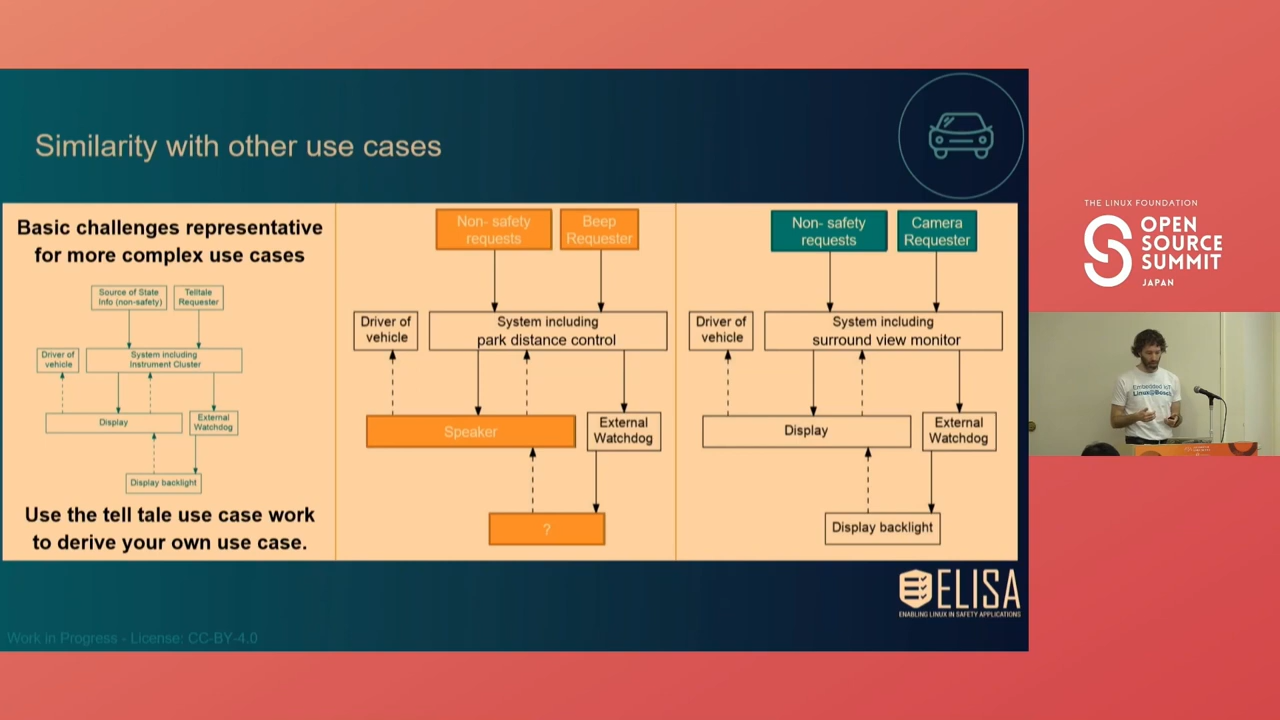 Similarity with other use cases
Basic challenges representative
for more complex use cases
Source of State
Info (non-safety)
Telltale
Requester
Driver of
vehicle
System including
Instrument Cluster
Display
External
Watchdog
Display backlight
Use the tell tale use case work
to derive your own use case.
Non- safety
requests
Beep
Requester
Driver of
vehicle
System including
park distance control
Speaker
External
Watchdog
?
Non- safety
requests
Camera
Requester
Driver of
vehicle
System including
surround view monitor
Display
External
Watchdog
Display backlight
ELISA
ENABLING LINUX IN SAFETY APPLICATIONS
Work in Progress - License: CC-BY-4.0
THE LINUX FOUNDATION
OPEN
SOURCE
SUMMIT
JAPAN
Embedded IoT
Linux@Bosch